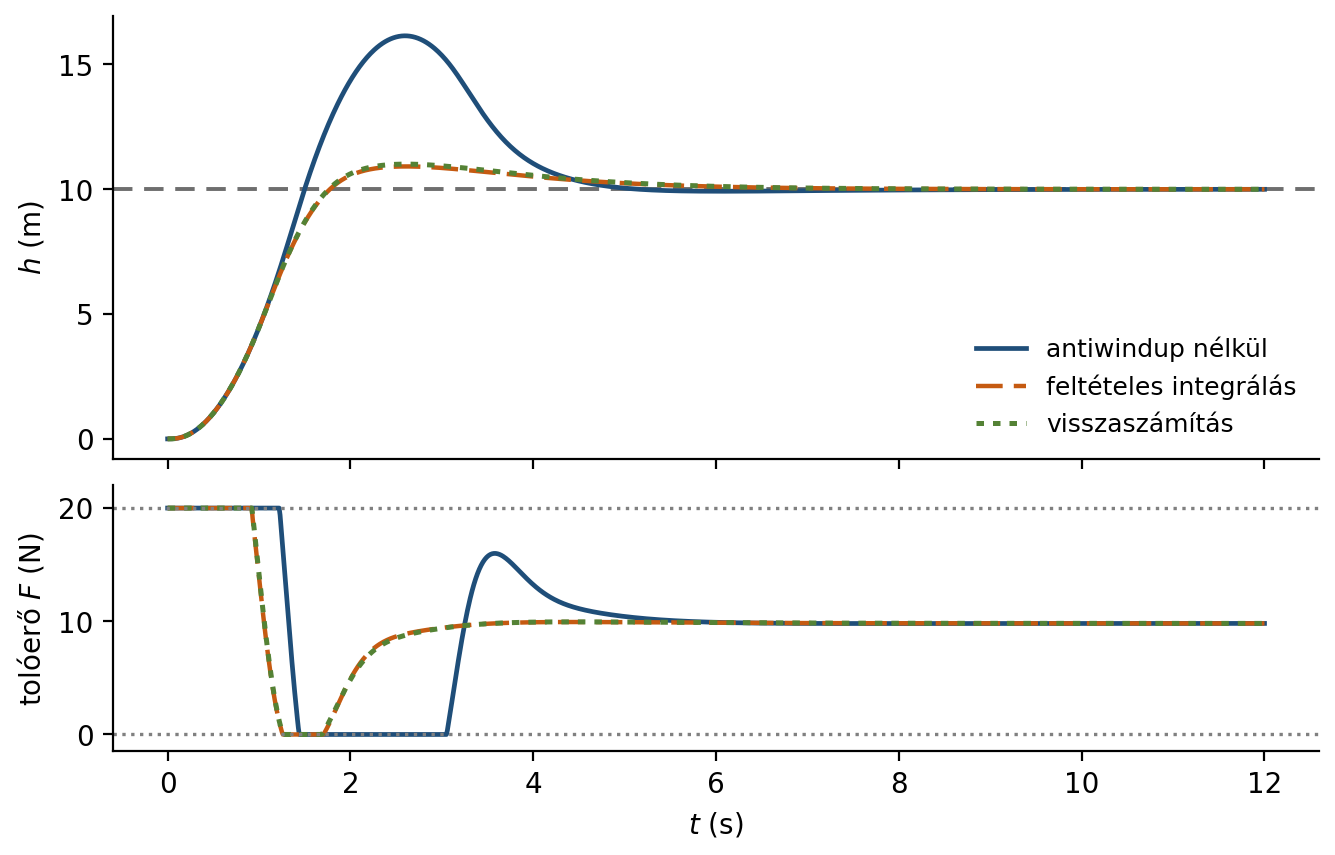 15
10
5
0
h (m)
antiwindup nélkül
feltételes integrálás
visszaszámítás
20
10
0
tolóerő F (N)
0 2 4 6 8 10 12
t (s)